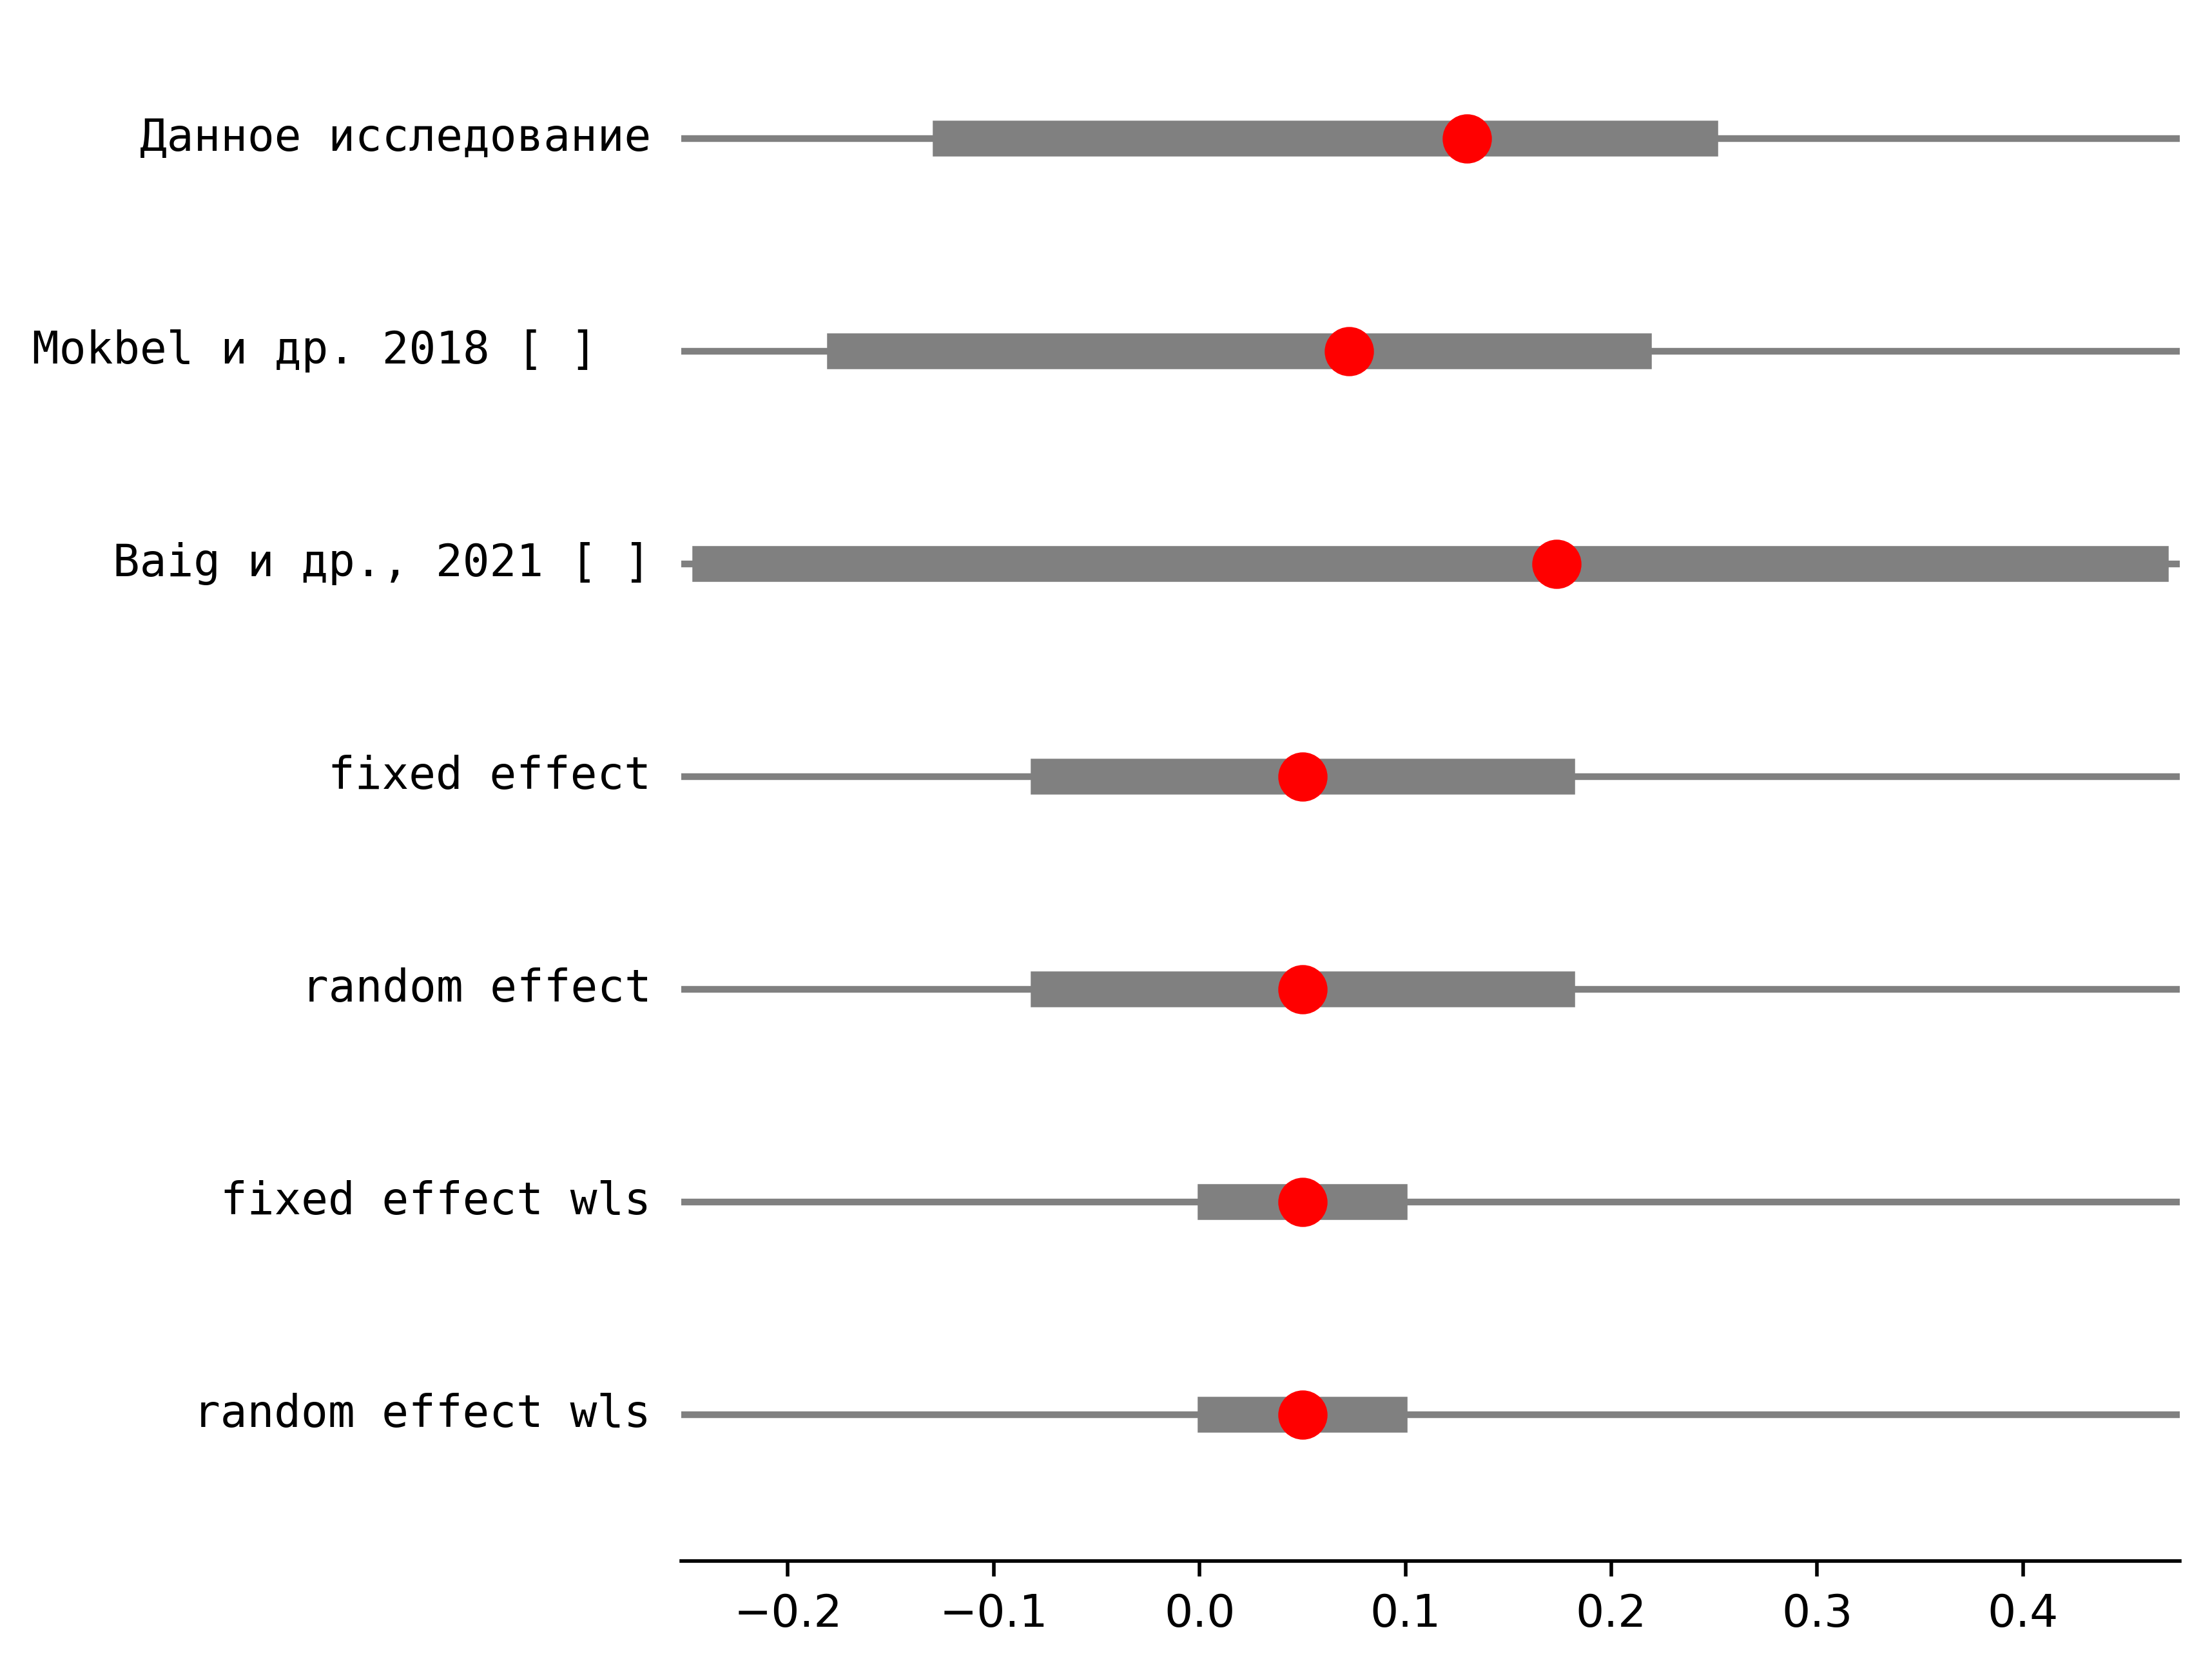 Данное исследование
Mokbel и др. 2018 [ ]
Baig и др., 2021 [ ]
fixed effect
random effect
fixed effect wls
random effect wls
−0.2 −0.1 0.0 0.1 0.2 0.3 0.4